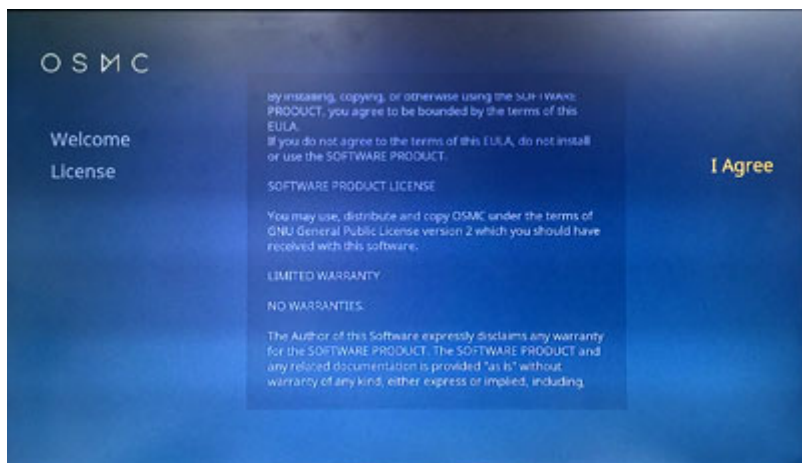 OSMC
Welcome
License
By installing, copying, or otherwise using the SOFTWARE
PRODUCT, you agree to be bounded by the terms of this
EULA.
If you do not agree to the terms of this EULA, do not install
or use the SOFTWARE PRODUCT.
SOFTWARE PRODUCT LICENSE
You may use, distribute and copy OSMC under the terms of
GNU General Public License version 2 which you should have
received with this software.
LIMITED WARRANTY
NO WARRANTIES.
The Author of this Software expressly disclaims any warranty
for the SOFTWARE PRODUCT. The SOFTWARE PRODUCT and
any related documentation is provided "as is" without
warranty of any kind, either express or implied, including,
I Agree